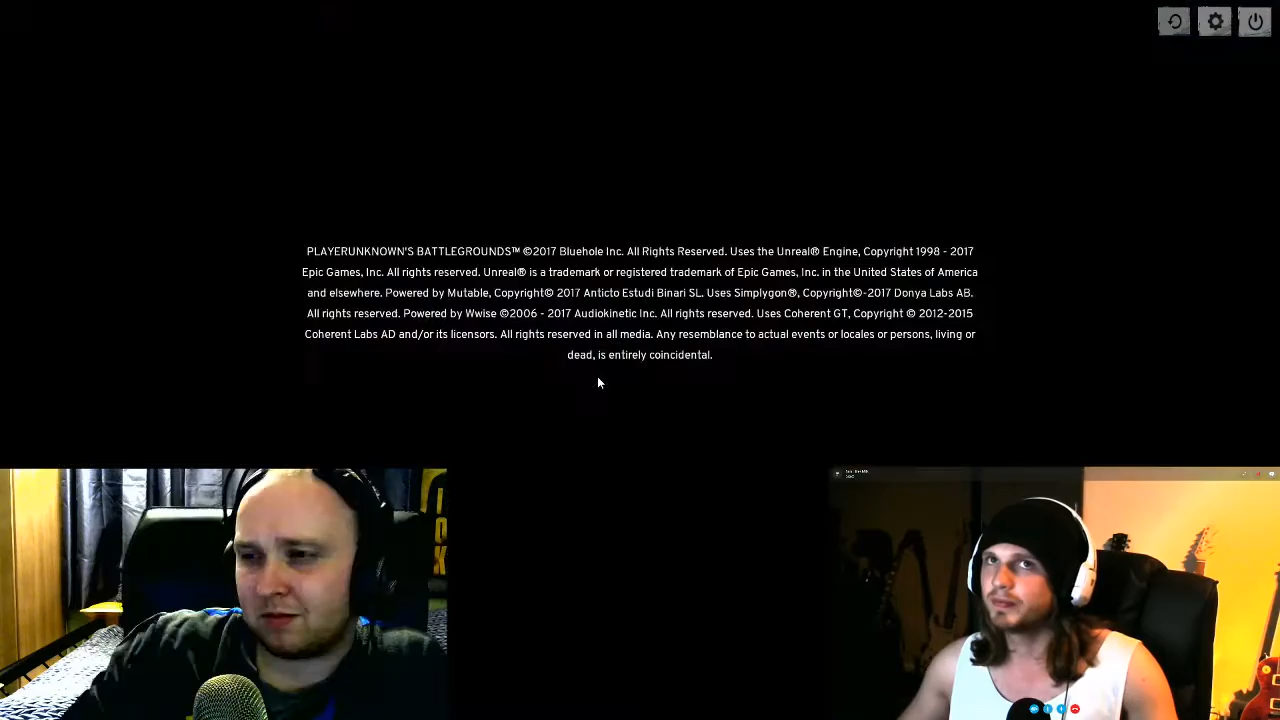 PLAYERUNKNOWN'S BATTLEGROUNDS™ ©2017 Bluehole Inc. All Rights Reserved. Uses the Unreal® Engine, Copyright 1998 - 2017
Epic Games, Inc. All rights reserved. Unreal® is a trademark or registered trademark of Epic Games, Inc. in the United States of America
and elsewhere. Powered by Mutable, Copyright© 2017 Anticto Estudi Binari SL. Uses Simplygon®, Copyright©-2017 Donya Labs AB.
All rights reserved. Powered by Wwise ©2006 - 2017 Audiokinetic Inc. All rights reserved. Uses Coherent GT, Copyright © 2012-2015
Coherent Labs AD and/or its licensors. All rights reserved in all media. Any resemblance to actual events or locales or persons, living or
dead, is entirely coincidental.